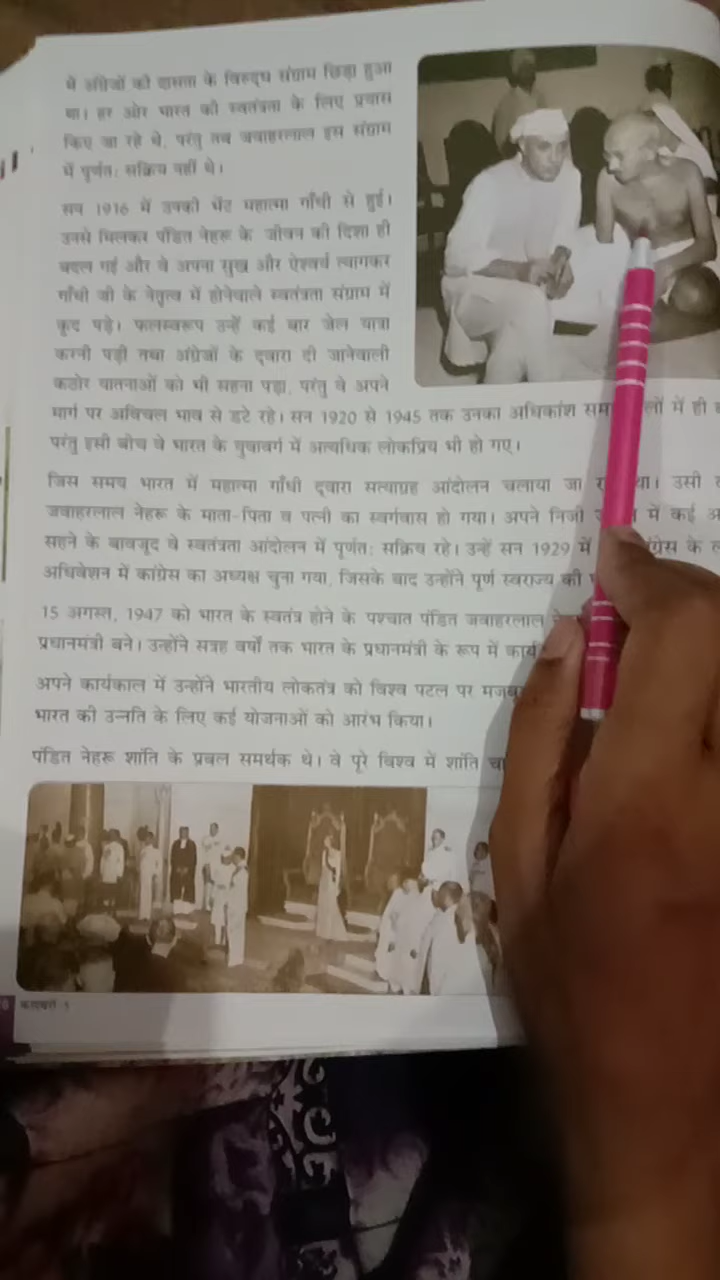 में अंग्रेजों की दासता के विरुद्ध संग्राम छिड़ा हुआ
था। हर ओर भारत की स्वतंत्रता के लिए प्रयास
किए जा रहे थे, परंतु तब जवाहरलाल इस संग्राम
में पूर्णत: सक्रिय नहीं थे।
सन 1916 में उनकी भेंट महात्मा गाँधी से हुई।
उनसे मिलकर पंडित नेहरू के जीवन की दिशा ही
बदल गई और वे अपना सुख और ऐश्वर्य त्यागकर
गाँधी जी के नेतृत्व में होनेवाले स्वतंत्रता संग्राम में
कूद पड़े। फलस्वरूप उन्हें कई बार जेल यात्रा
करनी पड़ी तथा अंग्रेजों के द्वारा दी जानेवाली
कठोर यातनाओं को भी सहना पड़ा, परंतु वे अपने
मार्ग पर अविचल भाव से डटे रहे। सन 1920 से 1945 तक उनका अधिकांश में ही
परंतु इसी बीच वे भारत के युवावर्ग में अत्यधिक लोकप्रिय भी हो गए।
जिस समय भारत में महात्मा गाँधी द्वारा सत्याग्रह आंदोलन चलाया जा था। उसी
जवाहरलाल नेहरू के माता-पिता व पत्नी का स्वर्गवास हो गया। अपने निजी में कई
सहने के बावजूद वे स्वतंत्रता आंदोलन में पूर्णत: सक्रिय रहे। उन्हें सन 1929 में के
अधिवेशन में कांग्रेस का अध्यक्ष चुना गया, जिसके बाद उन्होंने पूर्ण स्वराज्य की
15 अगस्त, 1947 को भारत के स्वतंत्र होने के पश्चात पंडित जवाहरलाल
प्रधानमंत्री बने। उन्होंने सत्रह वर्षों तक भारत के प्रधानमंत्री के रूप में
अपने कार्यकाल में उन्होंने भारतीय लोकतंत्र को विश्व पटल पर
भारत की उन्नति के लिए कई योजनाओं को आरंभ किया।
पंडित नेहरू शांति के प्रबल समर्थक थे। वे पूरे विश्व में शांति